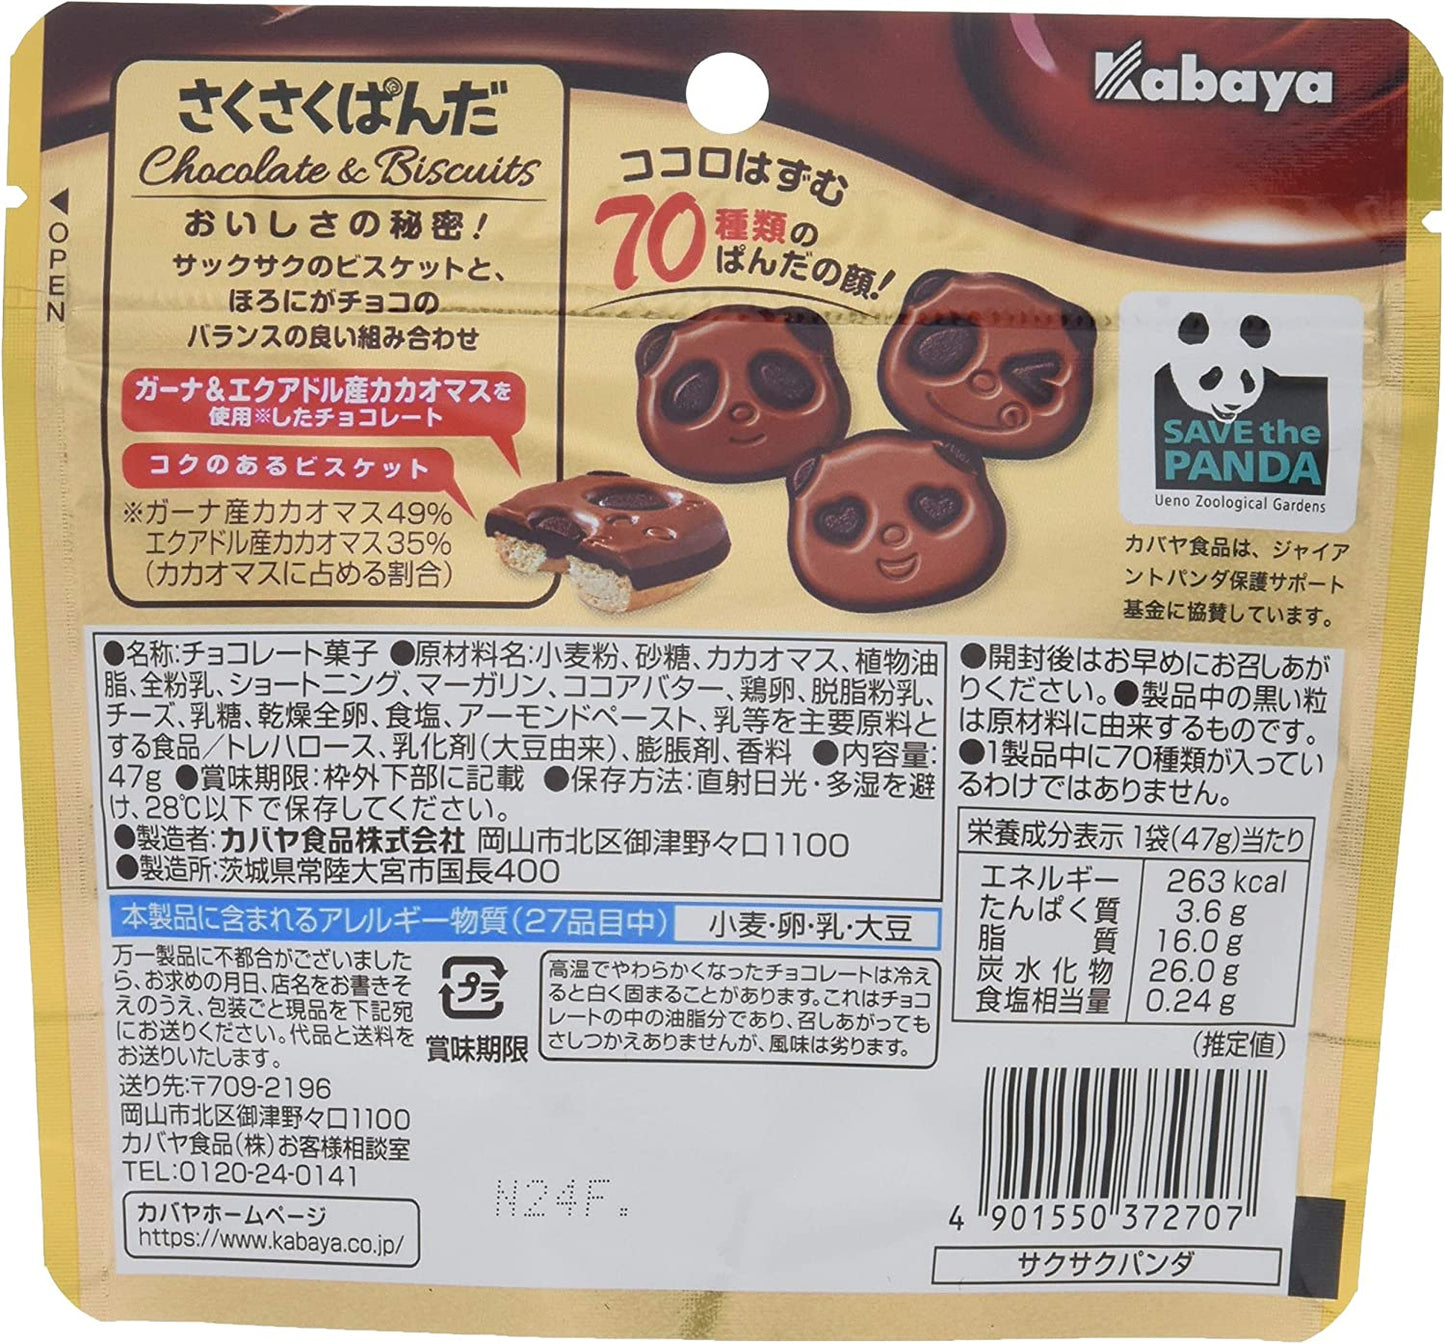 Kabaya
さくさくぱんだ
Chocolate & Biscuits
おいしさの秘密!
サックサクのビスケットと、
ほろにがチョコの
バランスの良い組み合わせ
ガーナ&エクアドル産カカオマスを
使用※したチョコレート
コクのあるビスケット
※ガーナ産カカオマス49%
エクアドル産カカオマス35%
(カカオマスに占める割合)
◀OPEN
ココロはずむ
70種類の
ぱんだの顔!
SAVE the
PANDA
Ueno Zoological Gardens
カバヤ食品は、ジャイア
ントパンダ保護サポート
基金に協賛しています。
●名称:チョコレート菓子 ●原材料名:小麦粉、砂糖、カカオマス、植物油
脂、全粉乳、ショートニング、マーガリン、ココアバター、鶏卵、脱脂粉乳、
チーズ、乳糖、乾燥全卵、食塩、アーモンドペースト、乳等を主要原料と
する食品/トレハロース、乳化剤(大豆由来)、膨脹剤、香料 ●内容量:
47g ●賞味期限:枠外下部に記載 ●保存方法:直射日光・多湿を避
け、28℃以下で保存してください。
●製造者:カバヤ食品株式会社 岡山市北区御津野々口1100
●製造所:茨城県常陸大宮市国長400
本製品に含まれるアレルギー物質(27品目中) 小麦・卵・乳・大豆
●開封後はお早めにお召しあが
りください。●製品中の黒い粒
は原材料に由来するものです。
●1製品中に70種類が入ってい
るわけではありません。
栄養成分表示 1袋(47g)当たり
エネルギー 263kcal
たんぱく質 3.6g
脂質 16.0g
炭水化物 26.0g
食塩相当量 0.24g
(推定値)
万一製品に不都合がございました
ら、お求めの月日、店名をお書きそ
えのうえ、包装ごと現品を下記宛
にお送りください。代品と送料を
お送りいたします。
送り先:〒709-2196
岡山市北区御津野々口1100
カバヤ食品(株)お客様相談室
TEL:0120-24-0141
カバヤホームページ
https://www.kabaya.co.jp/
プラ
賞味期限
高温でやわらかくなったチョコレートは冷え
ると白く固まることがあります。これはチョコ
レートの中の油脂分であり、召しあがっても
さしつかえありませんが、風味は劣ります。
N24F.
4 901550 372707
サクサクパンダ